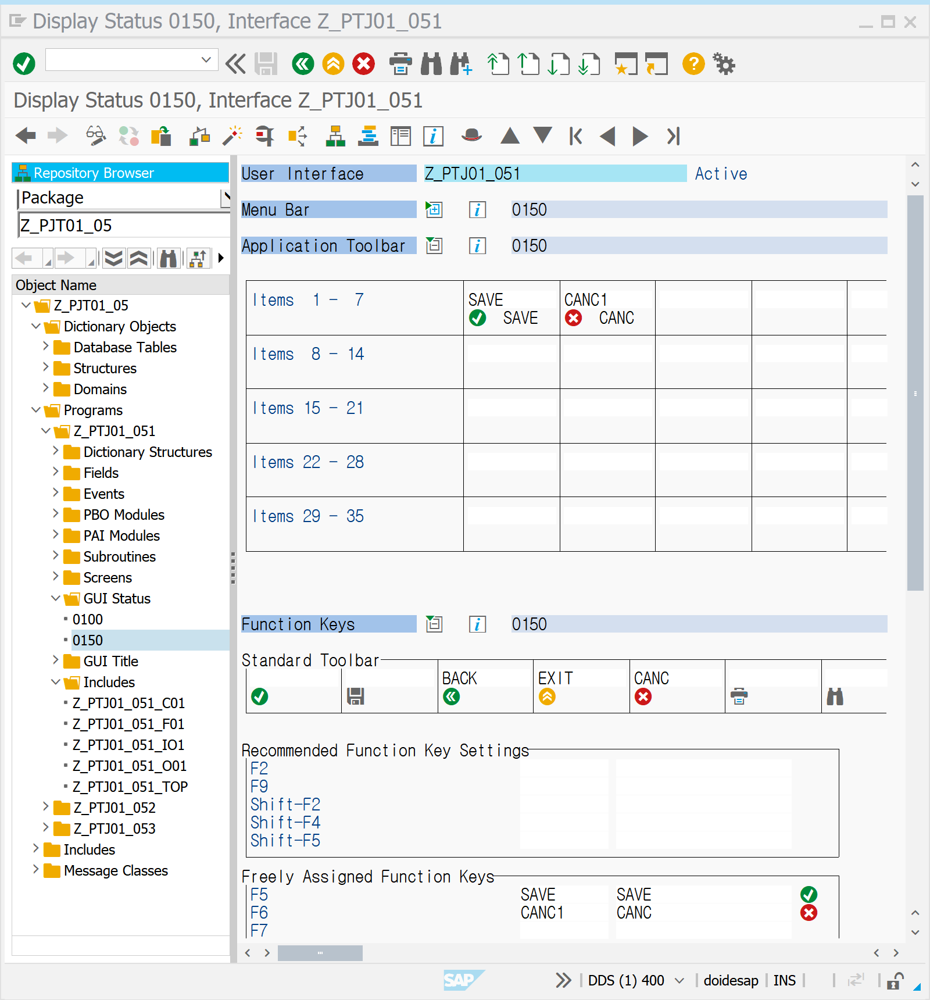 Display Status 0150, Interface Z_PTJ01_051
Display Status 0150, Interface Z_PTJ01_051
Repository Browser
Package
Z_PJT01_05
Object Name
Z_PJT01_05
Dictionary Objects
Database Tables
Structures
Domains
Programs
Z_PTJ01_051
Dictionary Structures
Fields
Events
PBO Modules
PAI Modules
Subroutines
Screens
GUI Status
0100
0150
GUI Title
Includes
Z_PTJ01_051_C01
Z_PTJ01_051_F01
Z_PTJ01_051_IO1
Z_PTJ01_051_O01
Z_PTJ01_051_TOP
Z_PTJ01_052
Z_PTJ01_053
Includes
Message Classes
User Interface Z_PTJ01_051 Active
Menu Bar 0150
Application Toolbar 0150
Items 1 - 7 SAVE CANC1
SAVE CANC
Items 8 - 14
Items 15 - 21
Items 22 - 28
Items 29 - 35
Function Keys 0150
Standard Toolbar
BACK EXIT CANC
Recommended Function Key Settings
F2
F9
Shift-F2
Shift-F4
Shift-F5
Freely Assigned Function Keys
F5 SAVE SAVE
F6 CANC1 CANC
F7
SAP DDS (1) 400 doidesap INS